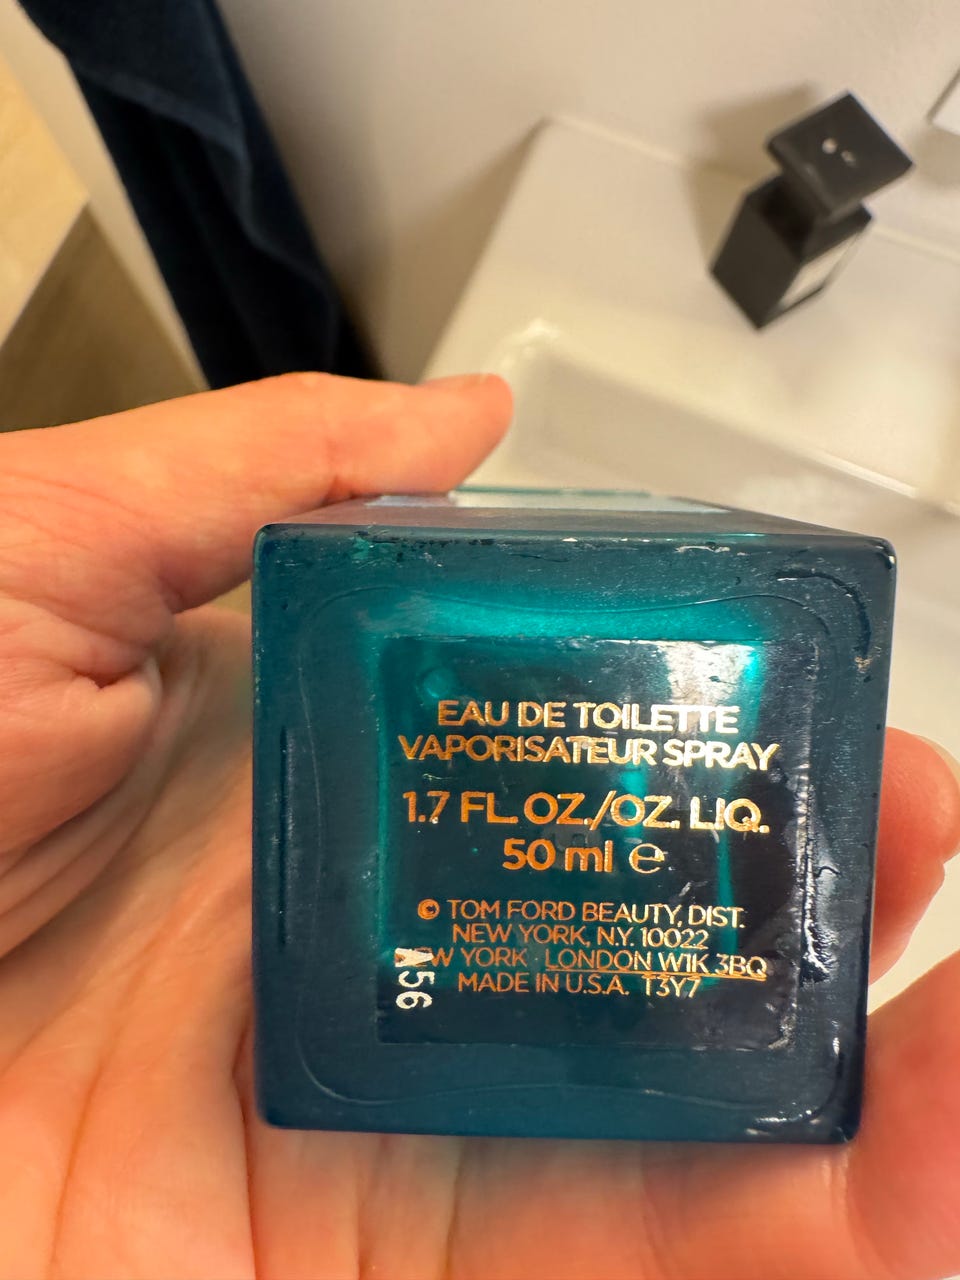 EAU DE TOILETTE
VAPORISATEUR SPRAY
1.7 FL.OZ./OZ. LIQ.
50 ml ℮
© TOM FORD BEAUTY, DIST.
NEW YORK, N.Y. 10022
YORK · LONDON W1K 3BQ
MADE IN U.S.A. T3Y7
A56